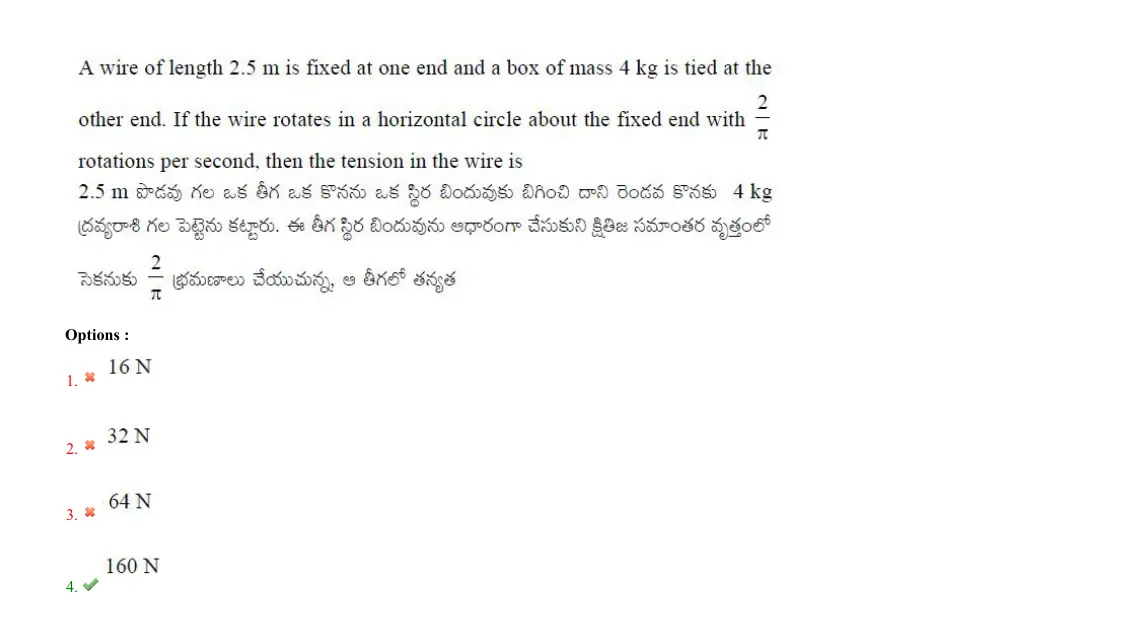 A wire of length 2.5 m is fixed at one end and a box of mass 4 kg is tied at the
other end. If the wire rotates in a horizontal circle about the fixed end with 2/π
rotations per second, then the tension in the wire is
2.5 m పొడవు గల ఒక తీగ ఒక కొనను ఒక స్థిర బిందువుకు బిగించి దాని రెండవ కొనకు 4 kg
ద్రవ్యరాశి గల పెట్టెను కట్టారు. ఈ తీగ స్థిర బిందువును ఆధారంగా చేసుకుని క్షితిజ సమాంతర వృత్తంలో
సెకనుకు 2/π భ్రమణాలు చేయుచున్న, ఆ తీగలో తన్యత
Options :
1. ✖ 16 N
2. ✖ 32 N
3. ✖ 64 N
4. ✔ 160 N